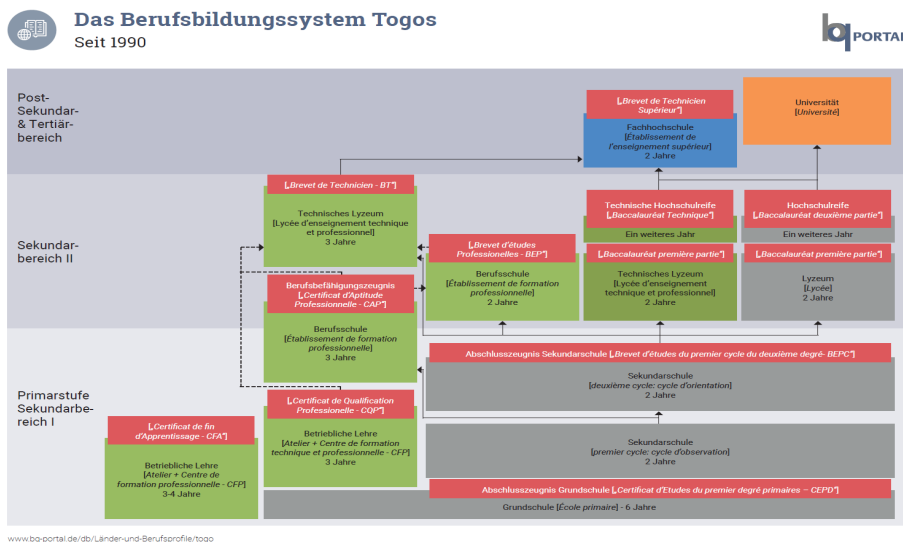 Das Berufsbildungssystem Togos
Seit 1990
bq PORTAL
Post-
Sekundar-
& Tertiär-
bereich
[„Brevet de Technicien
Supérieur“]
Fachhochschule
[Établissement de
l'enseignement supérieur]
2 Jahre
Universität
[Université]
Sekundar-
bereich II
[„Brevet de Technicien - BT“]
Technisches Lyzeum
[Lycée d'enseignement technique
et professionnel]
3 Jahre
[„Brevet d'études
Professionelles - BEP“]
Berufsschule
[Établissement de formation
professionnelle]
2 Jahre
Technische Hochschulreife
[„Baccalauréat Technique“]
Ein weiteres Jahr
[„Baccalauréat première partie“]
Technisches Lyzeum
[Lycée d'enseignement
technique et professionnel]
2 Jahre
Hochschulreife
[„Baccalauréat deuxième partie“]
Ein weiteres Jahr
[„Baccalauréat première partie“]
Lyzeum
[Lycée]
2 Jahre
Berufsbefähigungszeugnis
[„Certificat d'Aptitude
Professionnelle - CAP“]
Berufsschule
[Établissement de formation
professionnelle]
3 Jahre
Primarstufe
Sekundarbe-
reich I
Abschlusszeugnis Sekundarschule [„Brevet d'études du premier cycle du deuxième degré- BEPC“]
Sekundarschule
[deuxième cycle: cycle d'orientation]
2 Jahre
[„Certificat de Qualification
Professionelle - CQP“]
Betriebliche Lehre
[Atelier + Centre de formation
technique et professionnelle - CFP]
3 Jahre
[„Certificat de fin
d'Apprentissage - CFA“]
Betriebliche Lehre
[Atelier + Centre de
formation professionnelle - CFP]
3-4 Jahre
Sekundarschule
[premier cycle: cycle d'observation]
2 Jahre
Abschlusszeugnis Grundschule [„Certificat d'Etudes du premier degré primaires – CEPD“]
Grundschule [École primaire] - 6 Jahre
www.bq-portal.de/db/Länder-und-Berufsprofile/togo